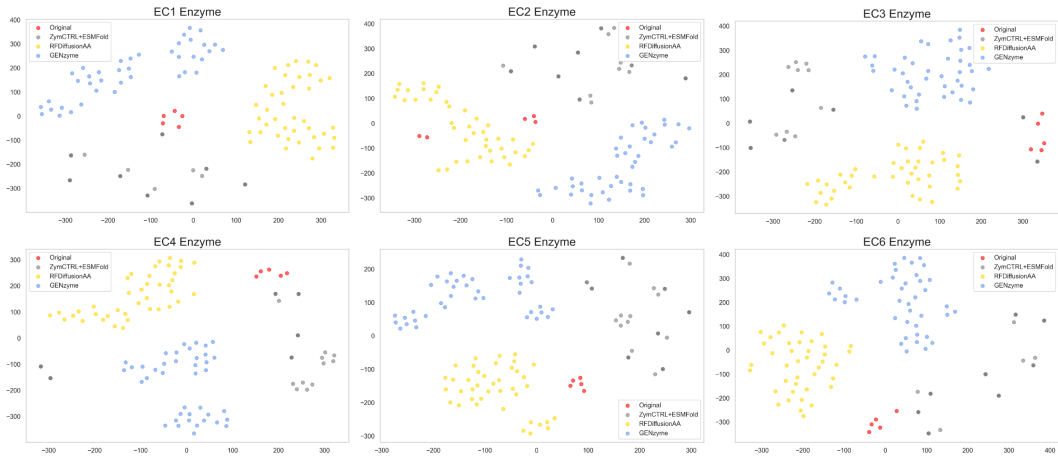 EC1 Enzyme
400
300
200
100
0
−100
−200
−300
−300 −200 −100 0 100 200 300
Original
ZymCTRL+ESMFold
RFDiffusionAA
GENzyme
EC2 Enzyme
400
300
200
100
0
−100
−200
−300
−300 −200 −100 0 100 200 300
Original
ZymCTRL+ESMFold
RFDiffusionAA
GENzyme
EC3 Enzyme
400
300
200
100
0
−100
−200
−300
−300 −200 −100 0 100 200 300
Original
ZymCTRL+ESMFold
RFDiffusionAA
GENzyme
EC4 Enzyme
300
200
100
0
−100
−200
−300
−300 −200 −100 0 100 200 300
Original
ZymCTRL+ESMFold
RFDiffusionAA
GENzyme
EC5 Enzyme
200
100
0
−100
−200
−300
−300 −200 −100 0 100 200 300
Original
ZymCTRL+ESMFold
RFDiffusionAA
GENzyme
EC6 Enzyme
400
300
200
100
0
−100
−200
−300
−300 −200 −100 0 100 200 300 400
Original
ZymCTRL+ESMFold
RFDiffusionAA
GENzyme